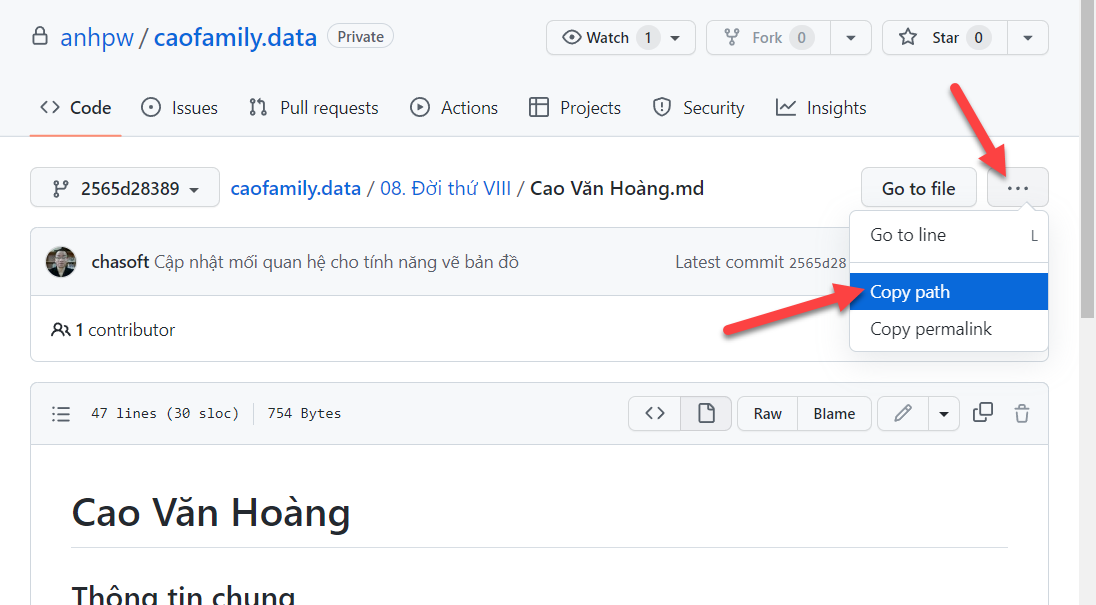 anhpw / caofamily.data Private Watch 1 Fork 0 Star 0
Code Issues Pull requests Actions Projects Security Insights
2565d28389 caofamily.data / 08. Đời thứ VIII / Cao Văn Hoàng.md Go to file ...
Go to line L
chasoft Cập nhật mối quan hệ cho tính năng vẽ bản đồ Latest commit 2565d28
Copy path
1 contributor
Copy permalink
47 lines (30 sloc) 754 Bytes Raw Blame
Cao Văn Hoàng
Thông tin chung